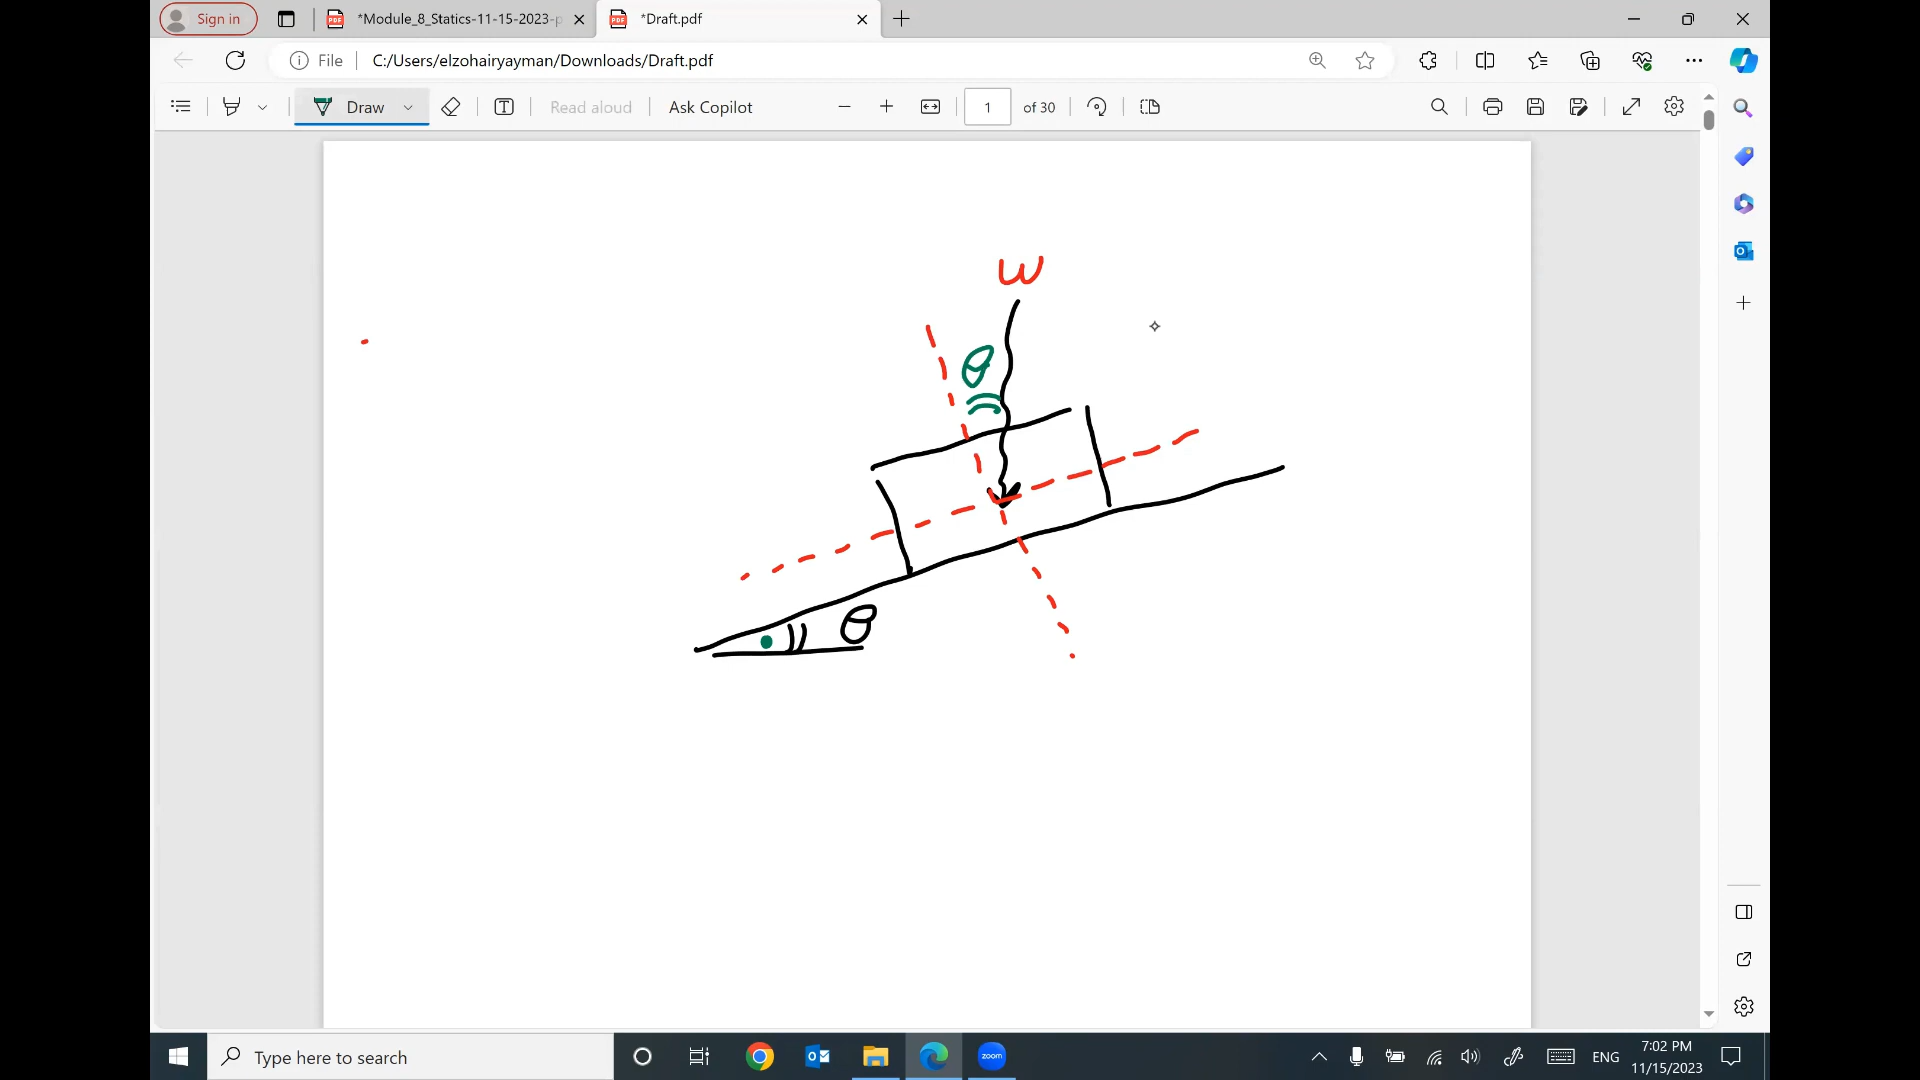 Sign in
*Module_8_Statics-11-15-2023-p
*Draft.pdf
File
C:/Users/elzohairyayman/Downloads/Draft.pdf
Draw
Read aloud
Ask Copilot
1
of 30
W
θ
θ
Type here to search
zoom
ENG
7:02 PM
11/15/2023